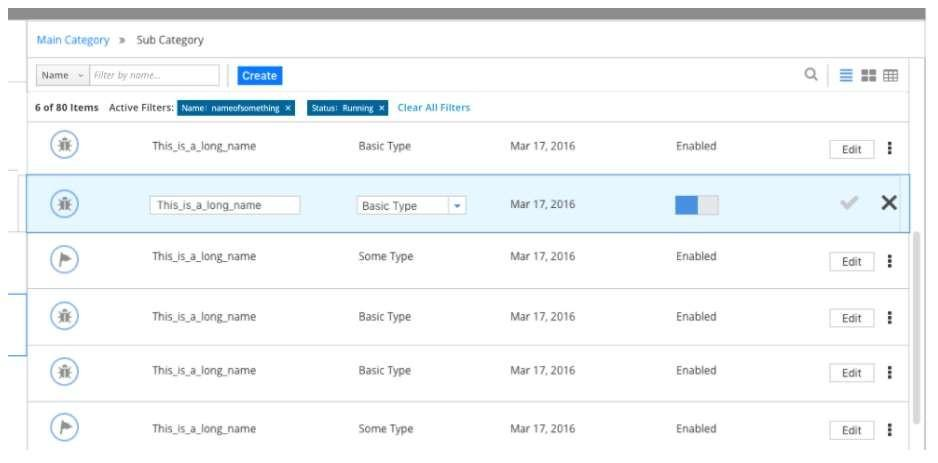 Main Category » Sub Category
Name Filter by name... Create
6 of 80 Items Active Filters: Name: nameofsomething × Status: Running × Clear All Filters
This_is_a_long_name Basic Type Mar 17, 2016 Enabled Edit
This_is_a_long_name Basic Type Mar 17, 2016
This_is_a_long_name Some Type Mar 17, 2016 Enabled Edit
This_is_a_long_name Basic Type Mar 17, 2016 Enabled Edit
This_is_a_long_name Basic Type Mar 17, 2016 Enabled Edit
This_is_a_long_name Some Type Mar 17, 2016 Enabled Edit